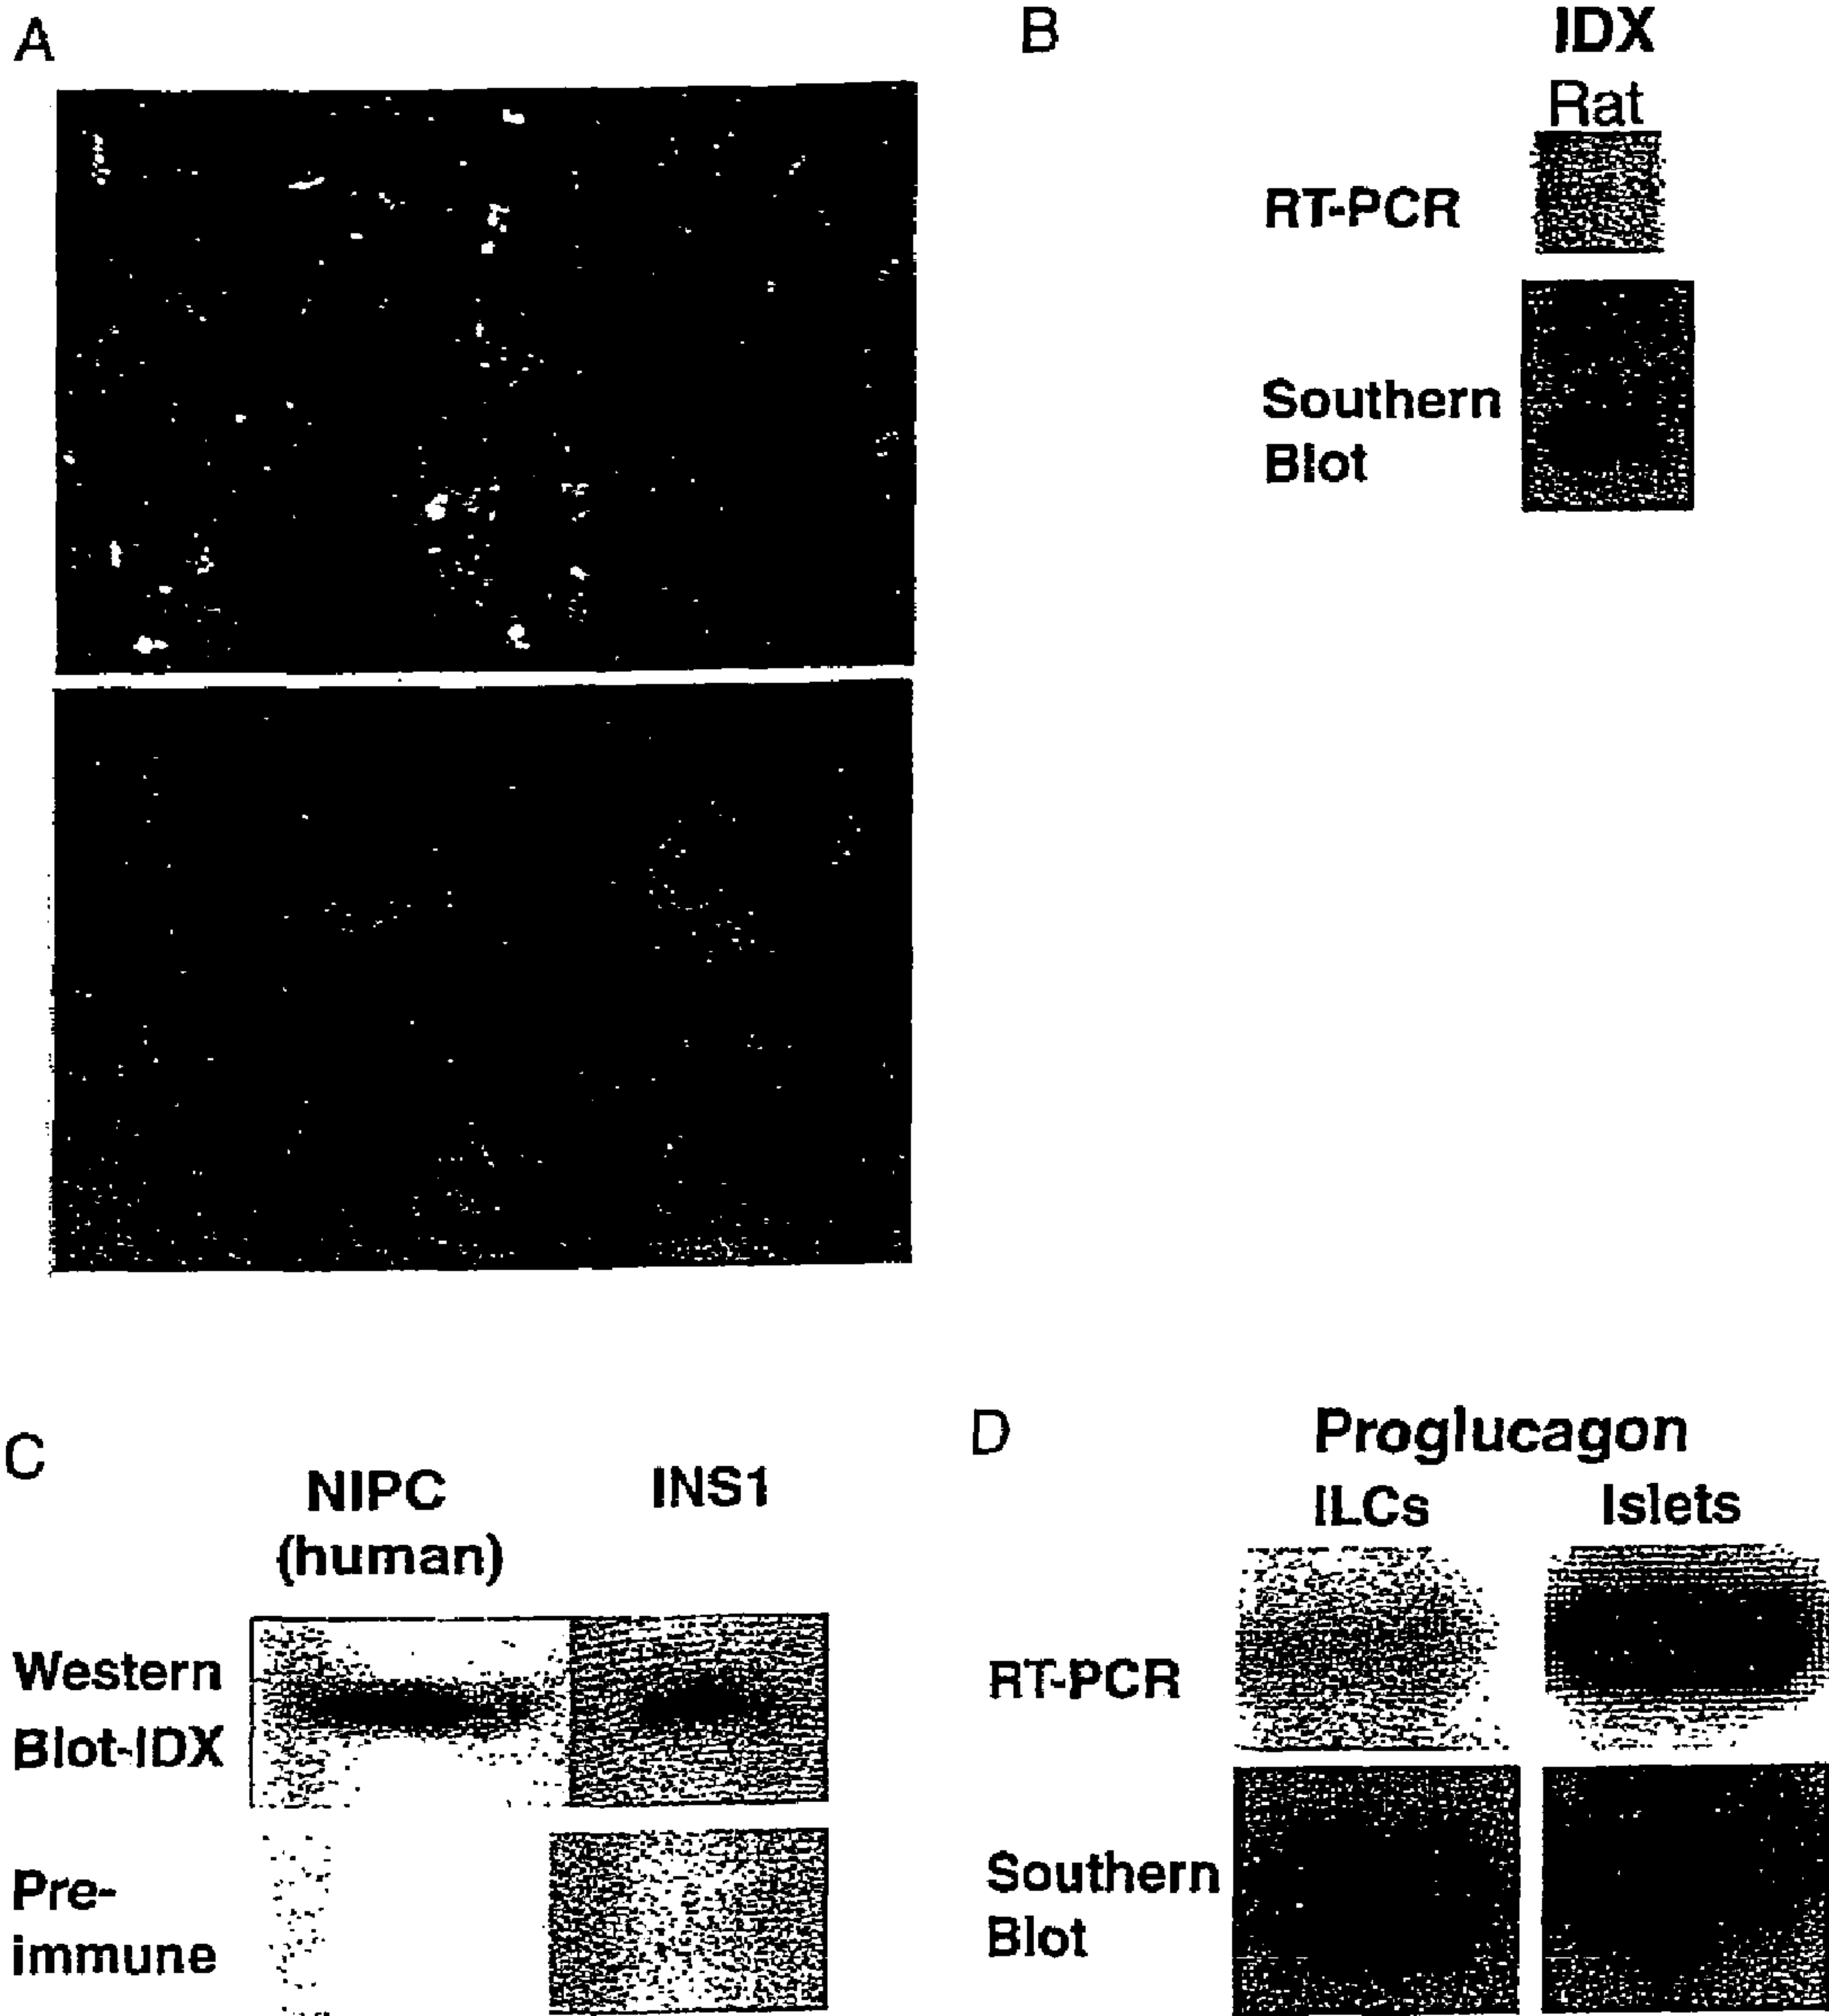 A
B
IDX
Rat
RT-PCR
Southern
Blot
C
NIPC
(human)
INS1
Western
Blot-IDX
Pre-
immune
D
Proglucagon
ILCs
Islets
RT-PCR
Southern
Blot